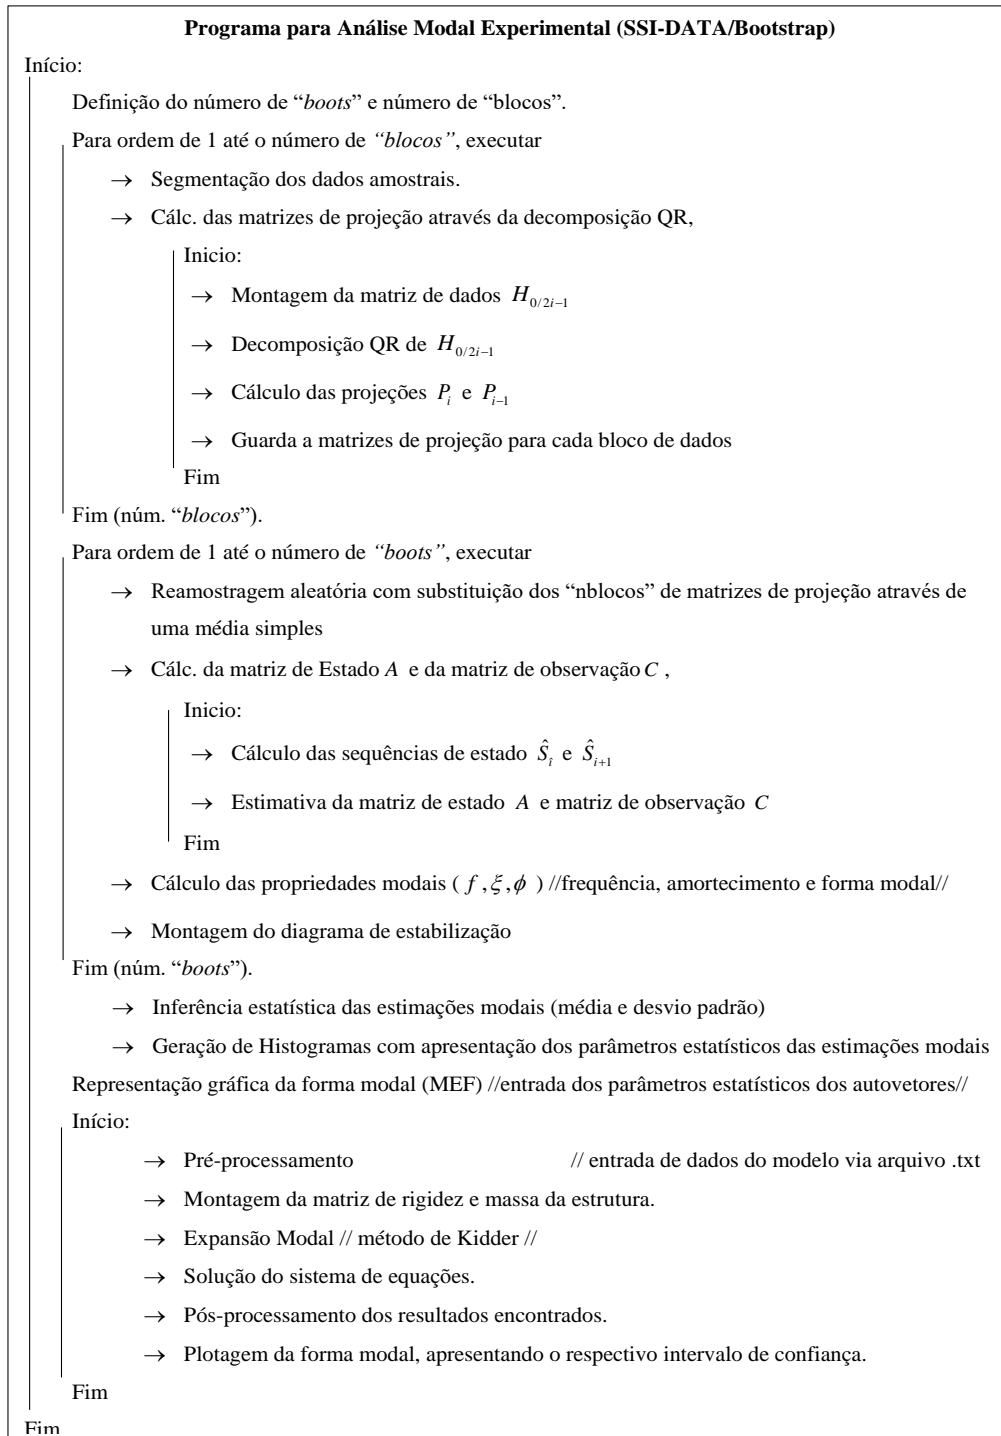 Programa para Análise Modal Experimental (SSI-DATA/Bootstrap)
Início:
Definição do número de “boots” e número de “blocos”.
Para ordem de 1 até o número de “blocos”, executar
→ Segmentação dos dados amostrais.
→ Cálc. das matrizes de projeção através da decomposição QR,
Inicio:
→ Montagem da matriz de dados H_{0/2i−1}
→ Decomposição QR de H_{0/2i−1}
→ Cálculo das projeções P_i e P_{i−1}
→ Guarda a matrizes de projeção para cada bloco de dados
Fim
Fim (núm. “blocos”).
Para ordem de 1 até o número de “boots”, executar
→ Reamostragem aleatória com substituição dos “nblocos” de matrizes de projeção através de
uma média simples
→ Cálc. da matriz de Estado A e da matriz de observação C ,
Inicio:
→ Cálculo das sequências de estado Ŝ_i e Ŝ_{i+1}
→ Estimativa da matriz de estado A e matriz de observação C
Fim
→ Cálculo das propriedades modais ( f , ξ , ϕ ) //frequência, amortecimento e forma modal//
→ Montagem do diagrama de estabilização
Fim (núm. “boots”).
→ Inferência estatística das estimações modais (média e desvio padrão)
→ Geração de Histogramas com apresentação dos parâmetros estatísticos das estimações modais
Representação gráfica da forma modal (MEF) //entrada dos parâmetros estatísticos dos autovetores//
Início:
→ Pré-processamento // entrada de dados do modelo via arquivo .txt
→ Montagem da matriz de rigidez e massa da estrutura.
→ Expansão Modal // método de Kidder //
→ Solução do sistema de equações.
→ Pós-processamento dos resultados encontrados.
→ Plotagem da forma modal, apresentando o respectivo intervalo de confiança.
Fim
Fim